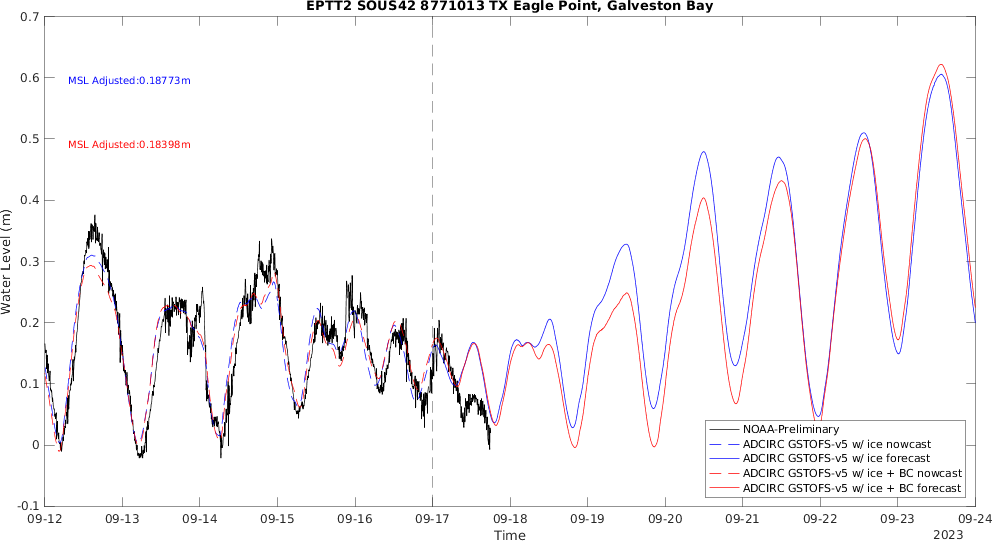 EPTT2 SOUS42 8771013 TX Eagle Point, Galveston Bay
0.7
0.6
0.5
0.4
0.3
0.2
0.1
0
-0.1
Water Level (m)
MSL Adjusted:0.18773m
MSL Adjusted:0.18398m
NOAA-Preliminary
ADCIRC GSTOFS-v5 w/ ice nowcast
ADCIRC GSTOFS-v5 w/ ice forecast
ADCIRC GSTOFS-v5 w/ ice + BC nowcast
ADCIRC GSTOFS-v5 w/ ice + BC forecast
09-12 09-13 09-14 09-15 09-16 09-17 09-18 09-19 09-20 09-21 09-22 09-23 09-24
Time
2023